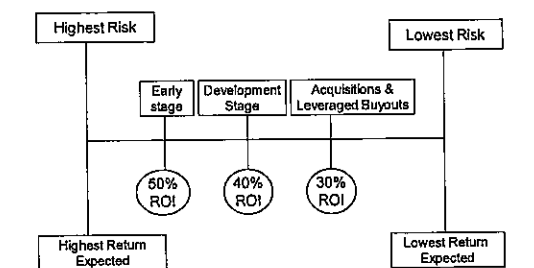 Highest Risk
Lowest Risk
Early
stage
Development
Stage
Acquisitions &
Leveraged Buyouts
50%
ROI
40%
ROI
30%
ROI
Highest Return
Expected
Lowest Return
Expected